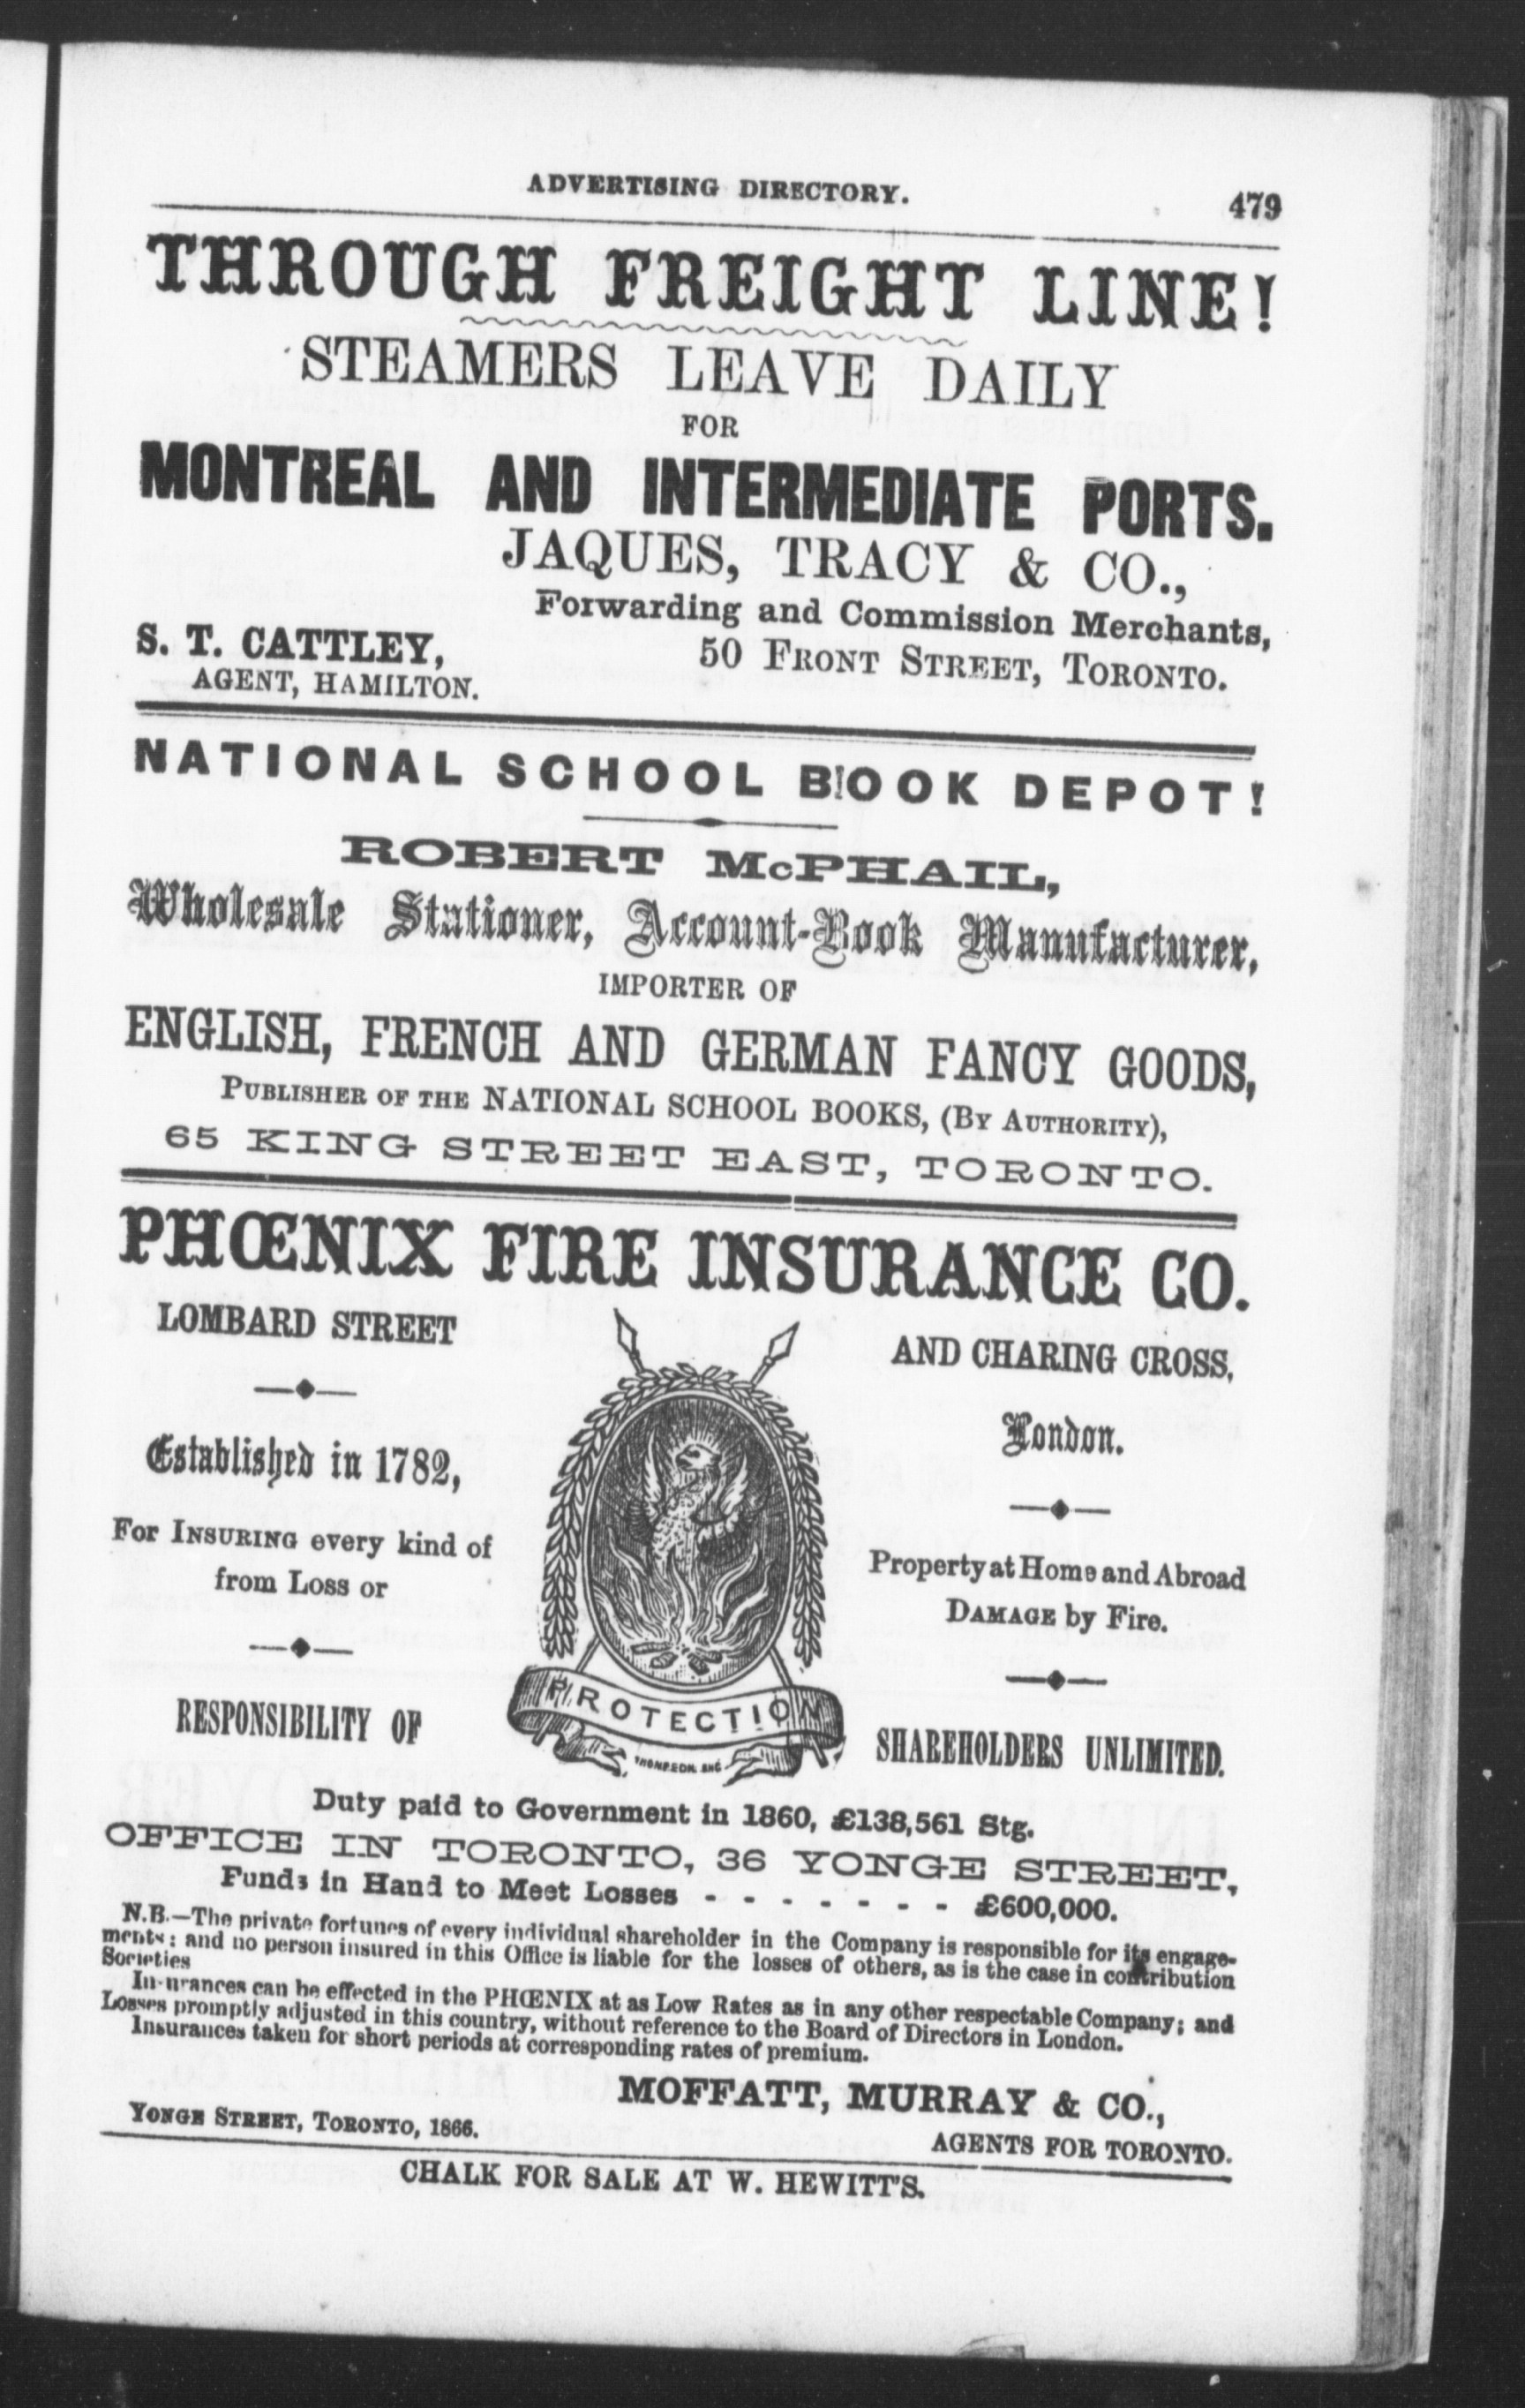 ADVERTISING DIRECTORY. 479
THROUGH FREIGHT LINE!
STEAMERS LEAVE DAILY
FOR
MONTREAL AND INTERMEDIATE PORTS.
JAQUES, TRACY & CO.,
Forwarding and Commission Merchants,
S. T. CATTLEY, 50 FRONT STREET, TORONTO.
AGENT, HAMILTON.
NATIONAL SCHOOL BOOK DEPOT!
ROBERT McPHAIL,
Wholesale Stationer, Account-Book Manufacturer,
IMPORTER OF
ENGLISH, FRENCH AND GERMAN FANCY GOODS,
PUBLISHER OF THE NATIONAL SCHOOL BOOKS, (BY AUTHORITY),
65 KING STREET EAST, TORONTO.
PHŒNIX FIRE INSURANCE CO.
LOMBARD STREET AND CHARING CROSS,
London.
Established in 1782,
For INSURING every kind of Property at Home and Abroad
from LOSS or DAMAGE by Fire.
PROTECTION
THOMPSON. ENG
RESPONSIBILITY OF SHAREHOLDERS UNLIMITED.
Duty paid to Government in 1860, £138,561 Stg.
OFFICE IN TORONTO, 36 YONGE STREET,
Funds in Hand to Meet Losses - - - - - - - £600,000.
N.B.—The private fortunes of every individual shareholder in the Company is responsible for its engage-
ments; and no person insured in this Office is liable for the losses of others, as is the case in contribution
Societies
Insurances can be effected in the PHŒNIX at as Low Rates as in any other respectable Company; and
Losses promptly adjusted in this country, without reference to the Board of Directors in London.
Insurances taken for short periods at corresponding rates of premium.
MOFFATT, MURRAY & CO.,
YONGE STREET, TORONTO, 1866. AGENTS FOR TORONTO.
CHALK FOR SALE AT W. HEWITT'S.